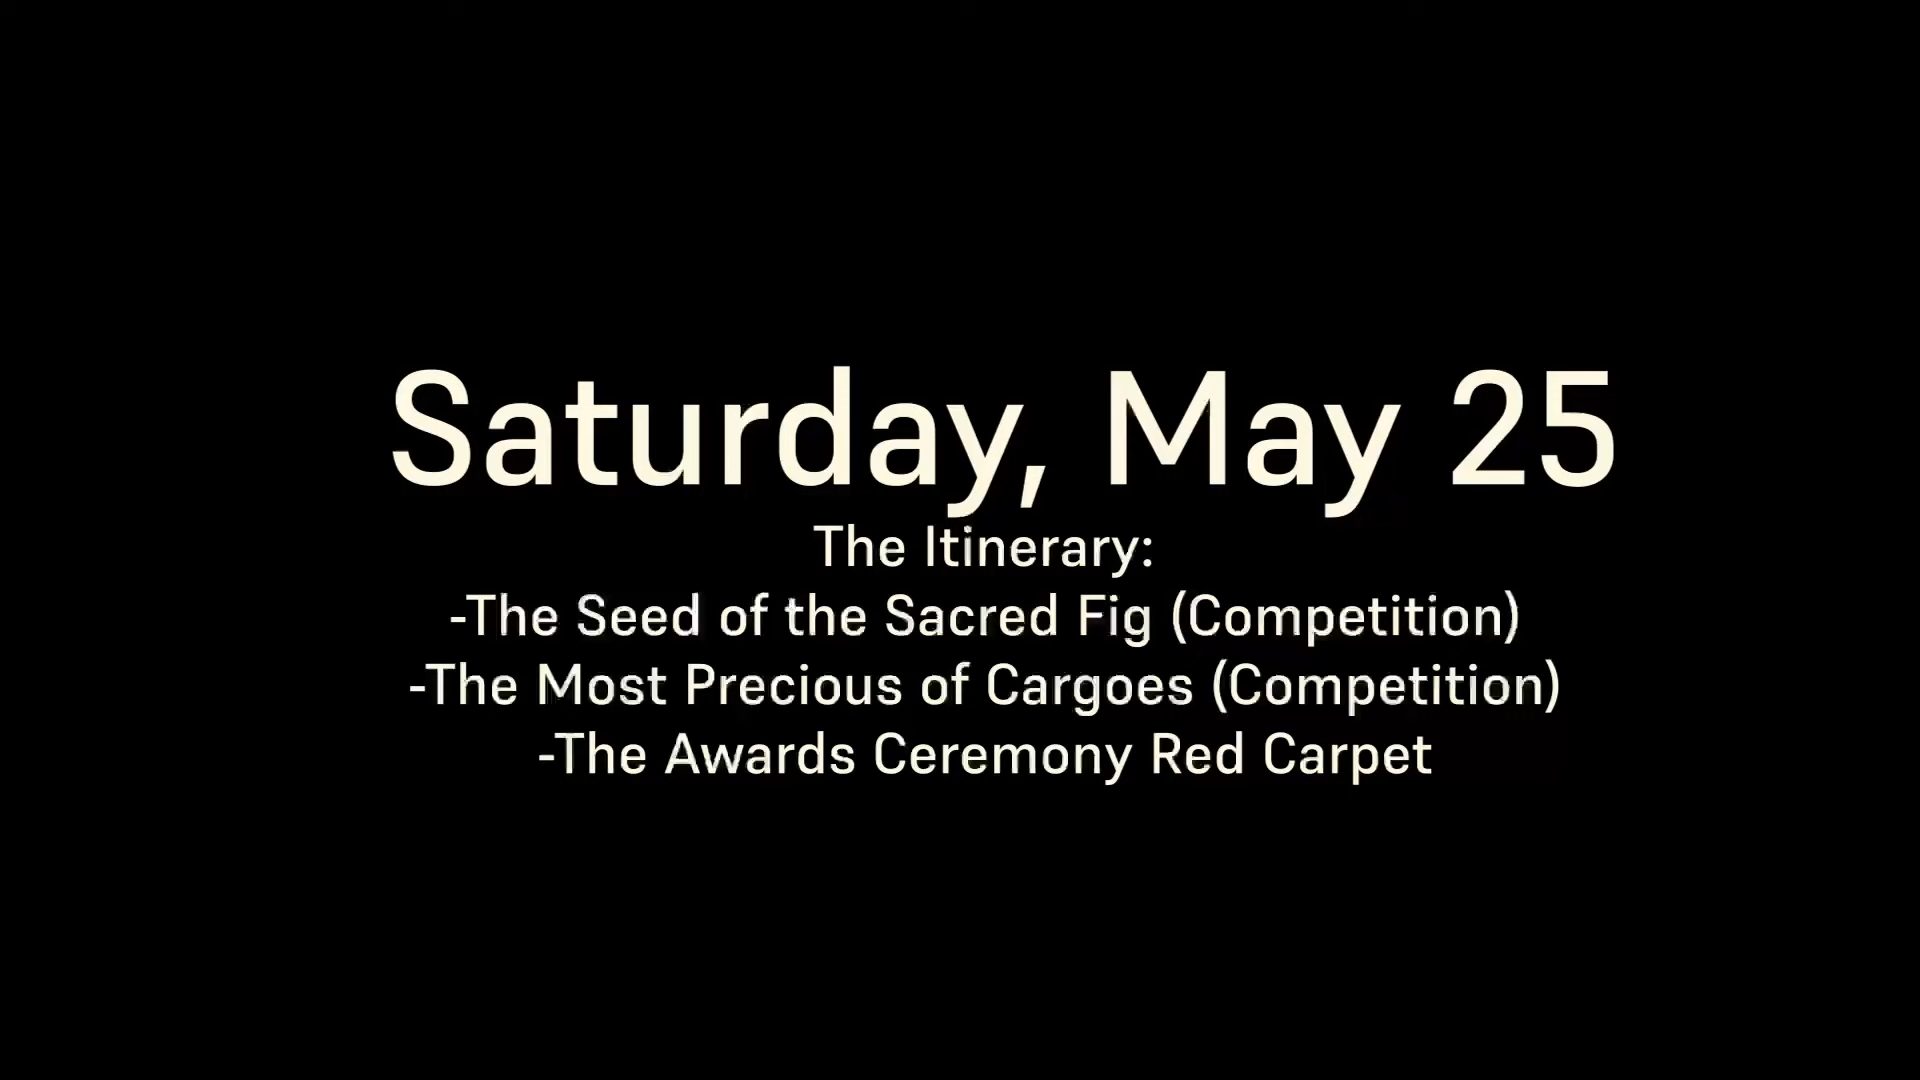 Saturday, May 25
The Itinerary:
-The Seed of the Sacred Fig (Competition)
-The Most Precious of Cargoes (Competition)
-The Awards Ceremony Red Carpet